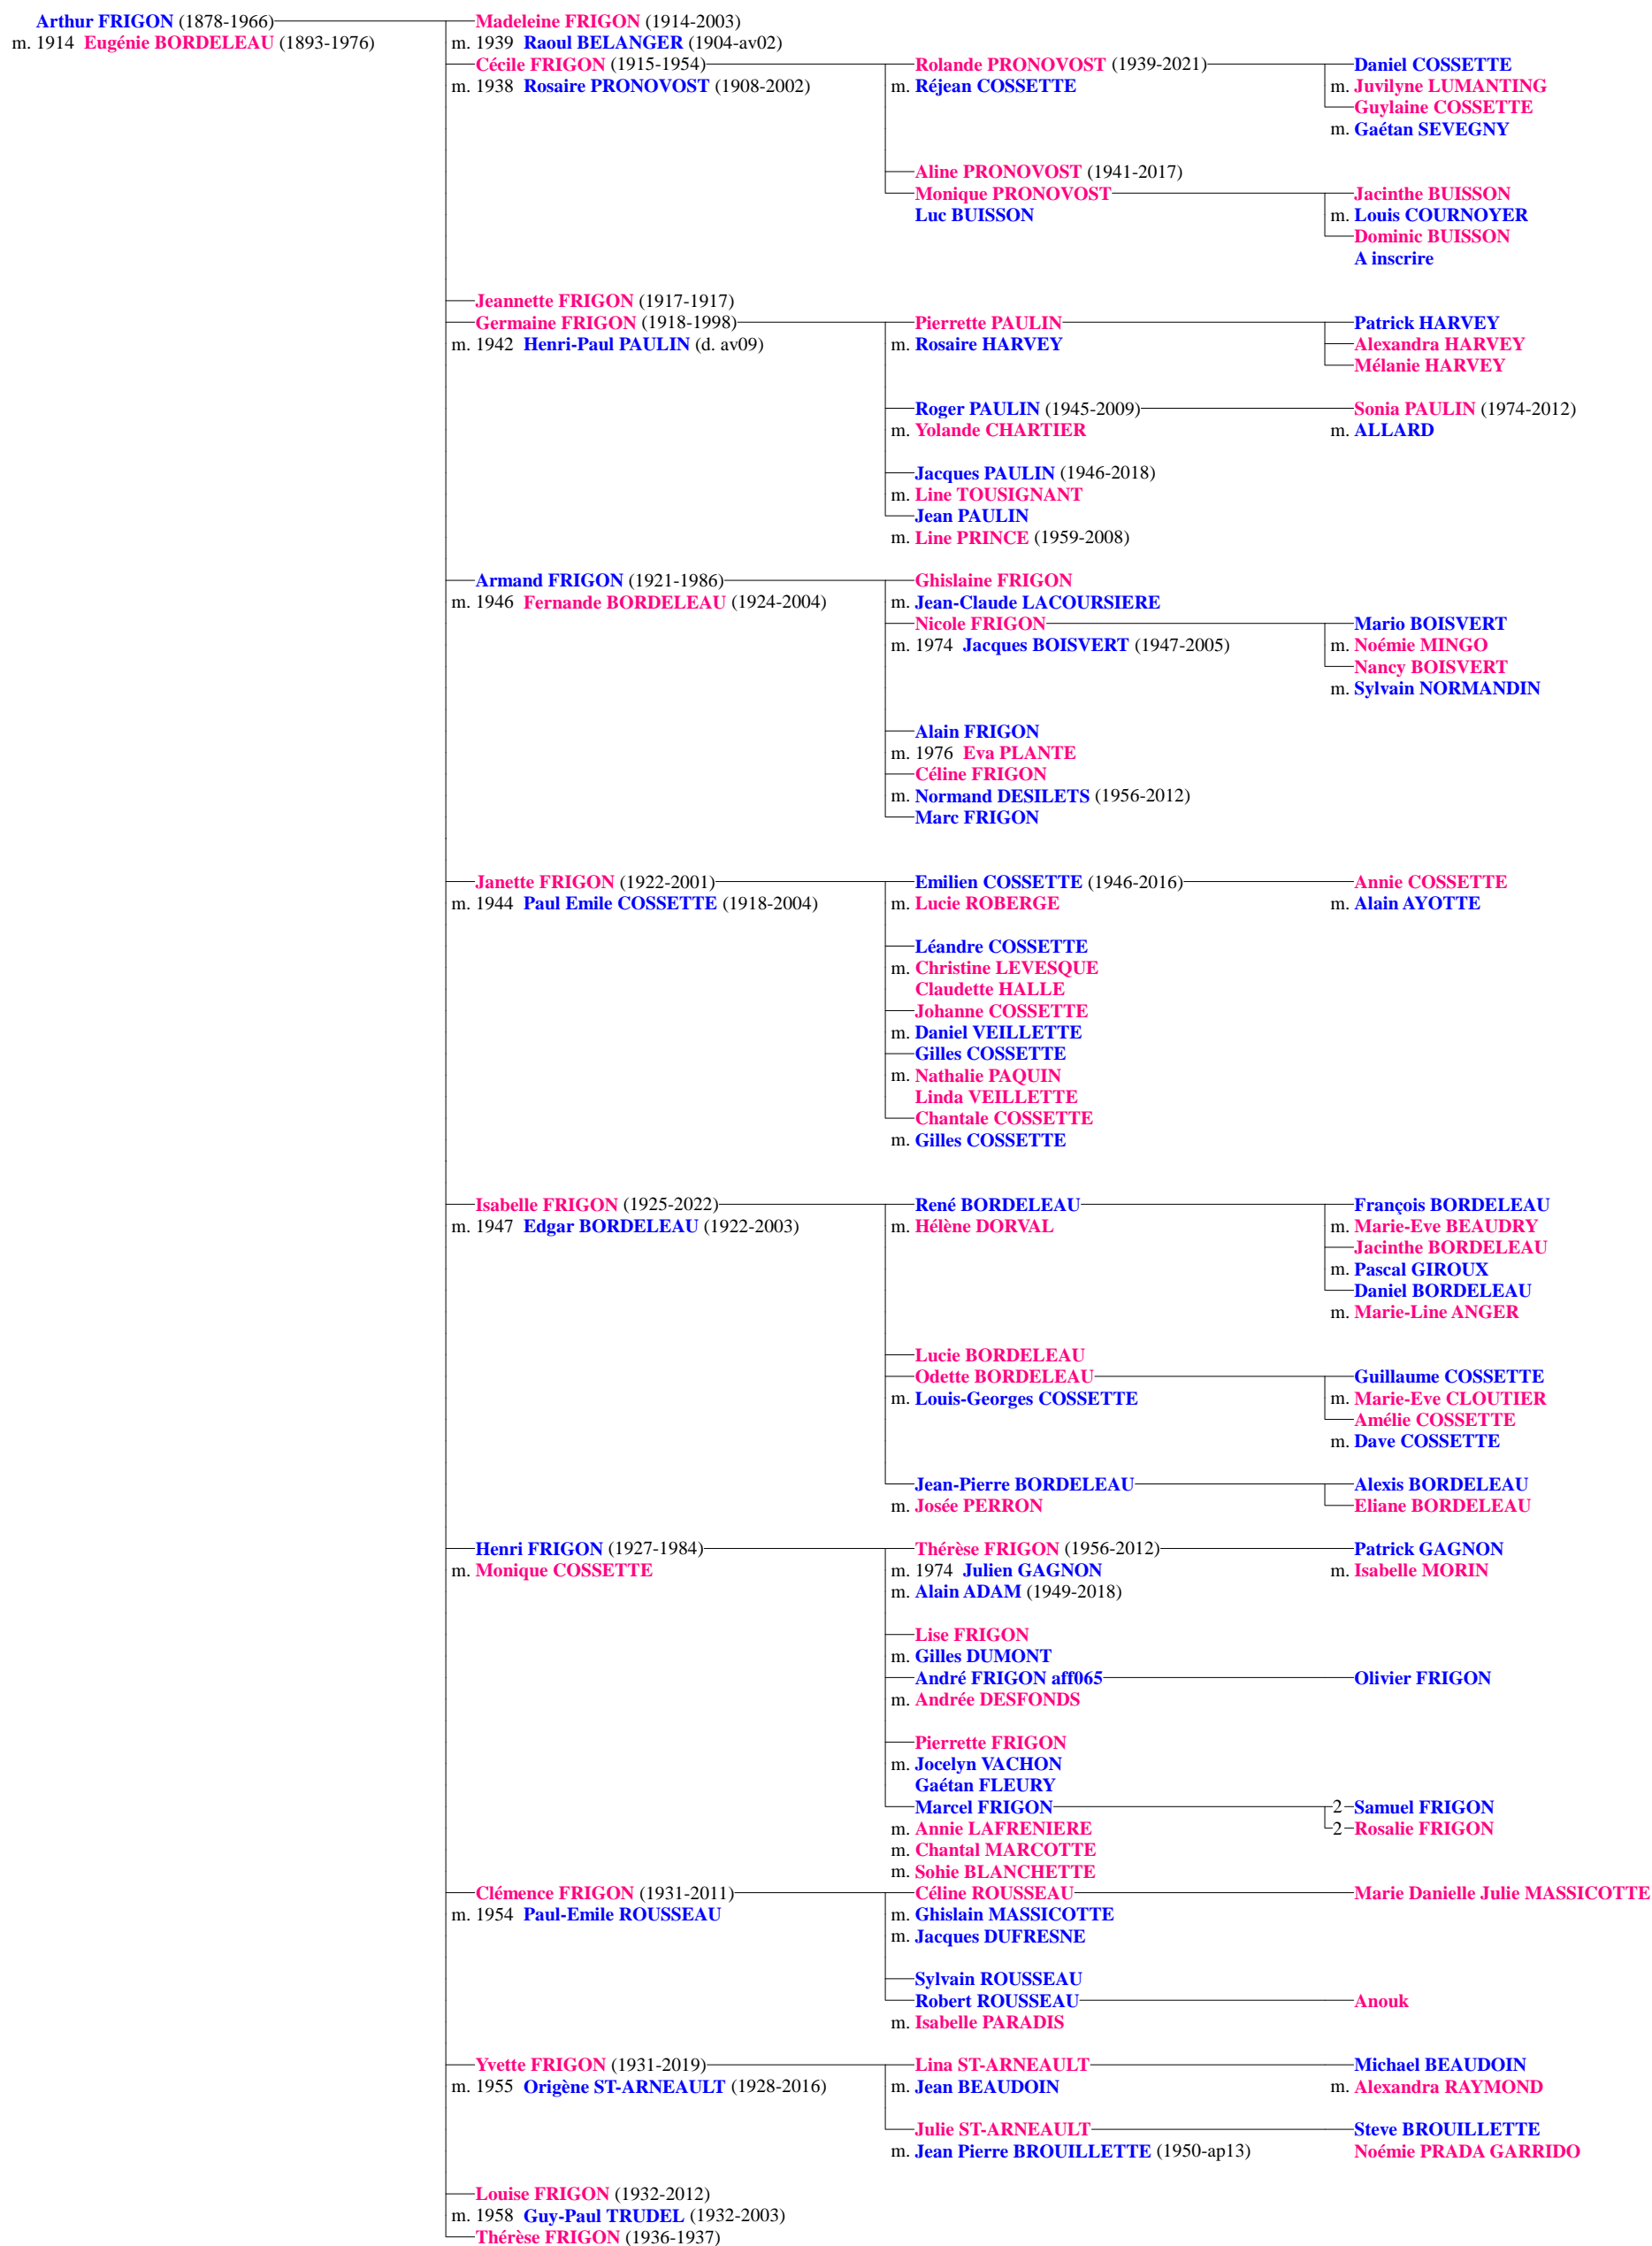 Arthur FRIGON (1878-1966) Madeleine FRIGON (1914-2003)
m. 1914 Eugénie BORDELEAU (1893-1976) m. 1939 Raoul BELANGER (1904-av02)
Cécile FRIGON (1915-1954) Rolande PRONOVOST (1939-2021) Daniel COSSETTE
m. 1938 Rosaire PRONOVOST (1908-2002) m. Réjean COSSETTE m. Juvilyne LUMANTING
Guylaine COSSETTE
m. Gaétan SEVEGNY
Aline PRONOVOST (1941-2017)
Monique PRONOVOST Jacinthe BUISSON
Luc BUISSON m. Louis COURNOYER
Dominic BUISSON
A inscrire
Jeannette FRIGON (1917-1917)
Germaine FRIGON (1918-1998) Pierrette PAULIN Patrick HARVEY
m. 1942 Henri-Paul PAULIN (d. av09) m. Rosaire HARVEY Alexandra HARVEY
Mélanie HARVEY
Roger PAULIN (1945-2009) Sonia PAULIN (1974-2012)
m. Yolande CHARTIER m. ALLARD
Jacques PAULIN (1946-2018)
m. Line TOUSIGNANT
Jean PAULIN
m. Line PRINCE (1959-2008)
Armand FRIGON (1921-1986) Ghislaine FRIGON
m. 1946 Fernande BORDELEAU (1924-2004) m. Jean-Claude LACOURSIERE
Nicole FRIGON Mario BOISVERT
m. 1974 Jacques BOISVERT (1947-2005) m. Noémie MINGO
Nancy BOISVERT
m. Sylvain NORMANDIN
Alain FRIGON
m. 1976 Eva PLANTE
Céline FRIGON
m. Normand DESILETS (1956-2012)
Marc FRIGON
Janette FRIGON (1922-2001) Emilien COSSETTE (1946-2016) Annie COSSETTE
m. 1944 Paul Emile COSSETTE (1918-2004) m. Lucie ROBERGE m. Alain AYOTTE
Léandre COSSETTE
m. Christine LEVESQUE
Claudette HALLE
Johanne COSSETTE
m. Daniel VEILLETTE
Gilles COSSETTE
m. Nathalie PAQUIN
Linda VEILLETTE
Chantale COSSETTE
m. Gilles COSSETTE
Isabelle FRIGON (1925-2022) René BORDELEAU François BORDELEAU
m. 1947 Edgar BORDELEAU (1922-2003) m. Hélène DORVAL m. Marie-Eve BEAUDRY
Jacinthe BORDELEAU
m. Pascal GIROUX
Daniel BORDELEAU
m. Marie-Line ANGER
Lucie BORDELEAU
Odette BORDELEAU Guillaume COSSETTE
m. Louis-Georges COSSETTE m. Marie-Eve CLOUTIER
Amélie COSSETTE
m. Dave COSSETTE
Jean-Pierre BORDELEAU Alexis BORDELEAU
m. Josée PERRON Eliane BORDELEAU
Henri FRIGON (1927-1984) Thérèse FRIGON (1956-2012) Patrick GAGNON
m. Monique COSSETTE m. 1974 Julien GAGNON m. Isabelle MORIN
m. Alain ADAM (1949-2018)
Lise FRIGON
m. Gilles DUMONT
André FRIGON aff065 Olivier FRIGON
m. Andrée DESFONDS
Pierrette FRIGON
m. Jocelyn VACHON
Gaétan FLEURY
Marcel FRIGON 2 Samuel FRIGON
m. Annie LAFRENIERE 2 Rosalie FRIGON
m. Chantal MARCOTTE
m. Sohie BLANCHETTE
Clémence FRIGON (1931-2011) Céline ROUSSEAU Marie Danielle Julie MASSICOTTE
m. 1954 Paul-Emile ROUSSEAU m. Ghislain MASSICOTTE
m. Jacques DUFRESNE
Sylvain ROUSSEAU
Robert ROUSSEAU Anouk
m. Isabelle PARADIS
Yvette FRIGON (1931-2019) Lina ST-ARNEAULT Michael BEAUDOIN
m. 1955 Origène ST-ARNEAULT (1928-2016) m. Jean BEAUDOIN m. Alexandra RAYMOND
Julie ST-ARNEAULT Steve BROUILLETTE
m. Jean Pierre BROUILLETTE (1950-ap13) Noémie PRADA GARRIDO
Louise FRIGON (1932-2012)
m. 1958 Guy-Paul TRUDEL (1932-2003)
Thérèse FRIGON (1936-1937)